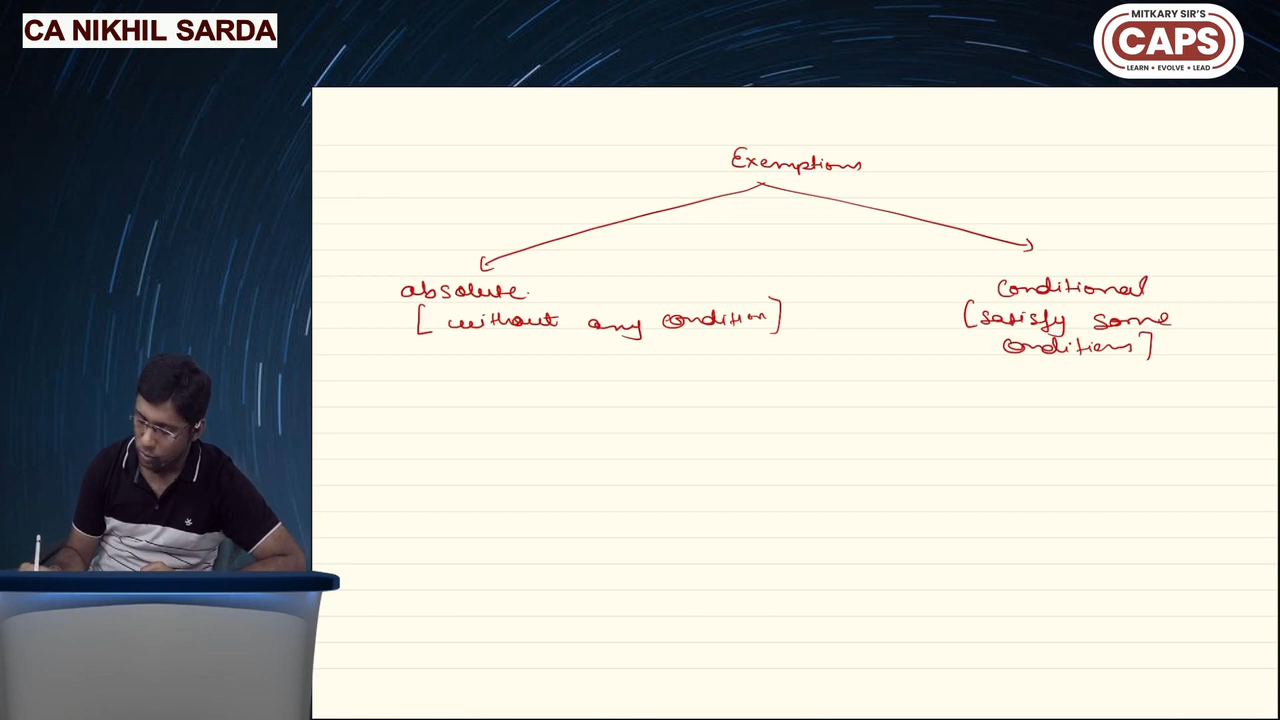 CA NIKHIL SARDA
MITKARY SIR'S
CAPS
LEARN • EVOLVE • LEAD
Exemptions
absolute.
[ without any condition]
Conditional
[satisfy some
conditions]